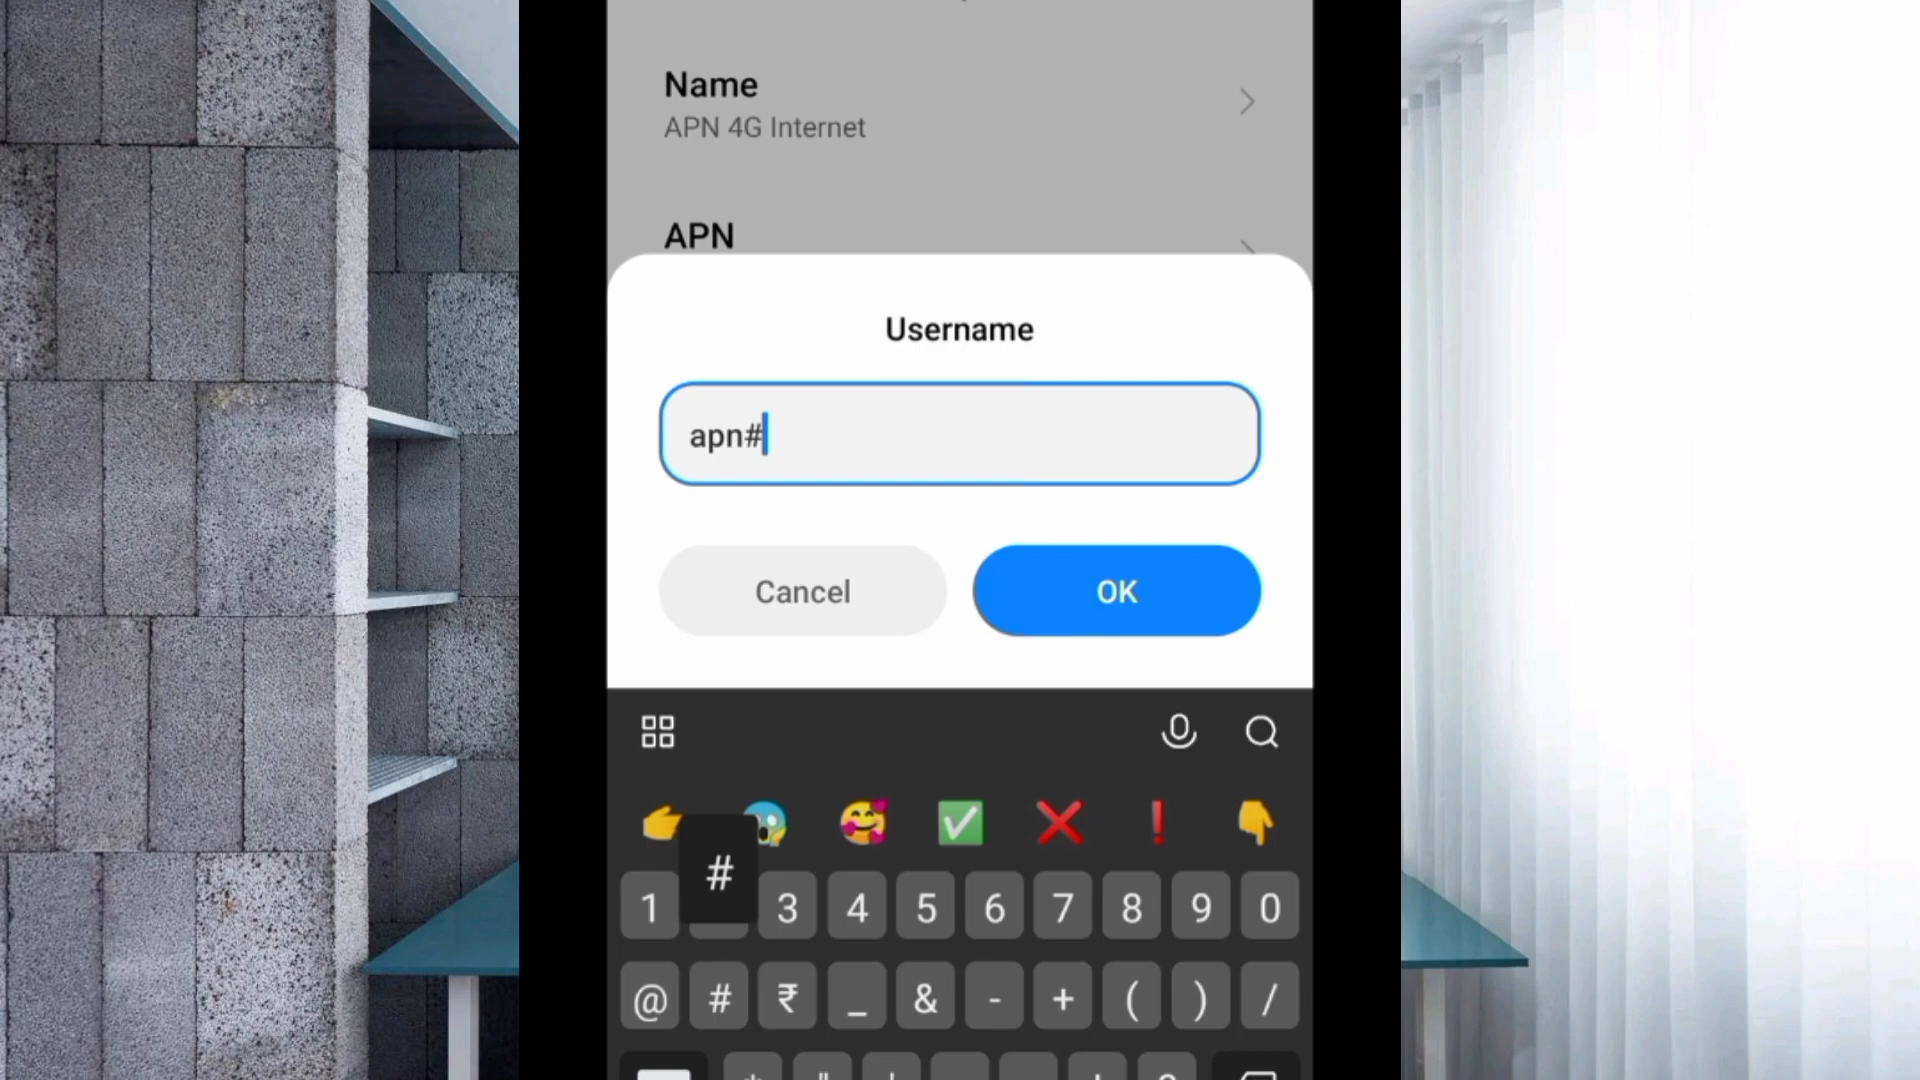 Name
APN 4G Internet
APN
Username
apn#
Cancel
OK
#
1 3 4 5 6 7 8 9 0
@ # ₹ _ & - + ( ) /